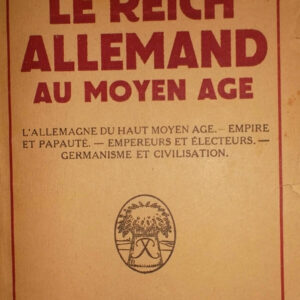 LE REICH
ALLEMAND
AU MOYEN AGE
L'ALLEMAGNE DU HAUT MOYEN AGE. — EMPIRE
ET PAPAUTÉ. — EMPEREURS ET ÉLECTEURS. —
GERMANISME ET CIVILISATION.